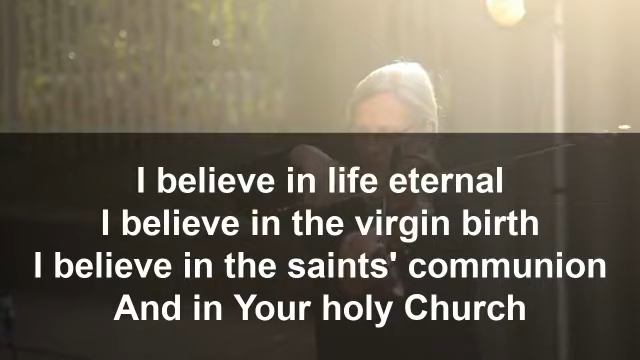 I believe in life eternal
I believe in the virgin birth
I believe in the saints' communion
And in Your holy Church